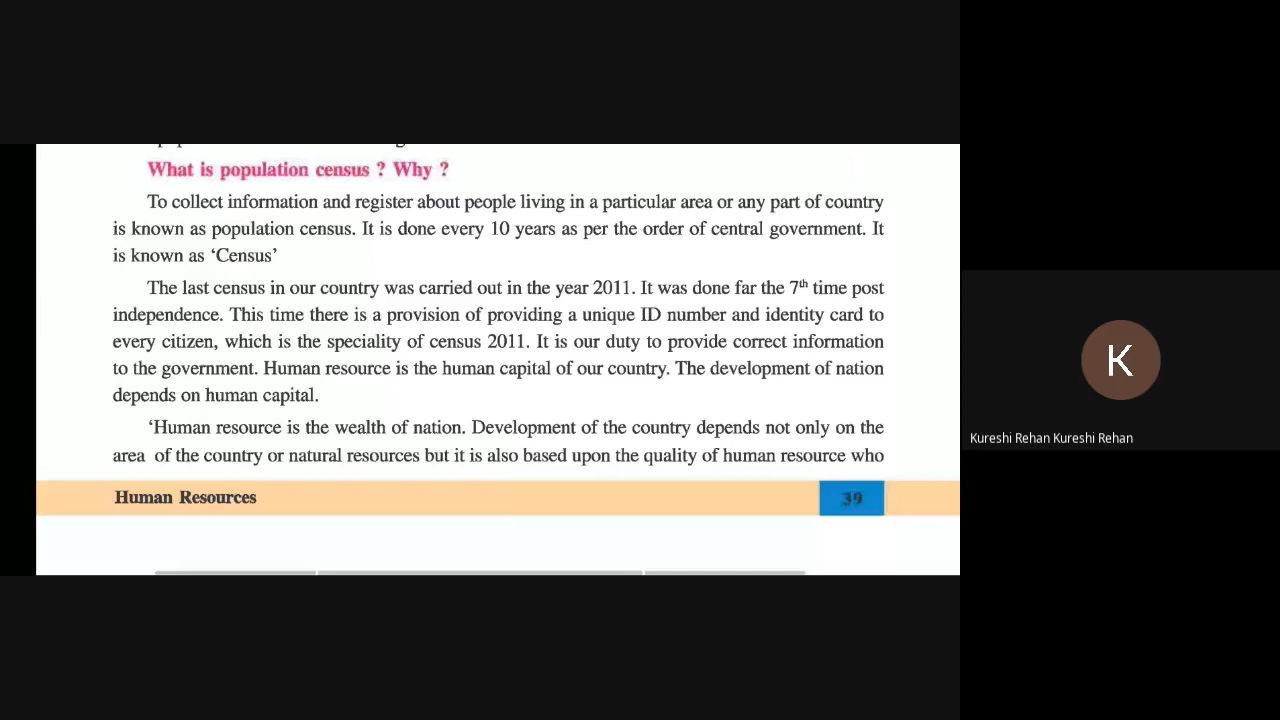 What is population census ? Why ?
To collect information and register about people living in a particular area or any part of country
is known as population census. It is done every 10 years as per the order of central government. It
is known as ‘Census’
The last census in our country was carried out in the year 2011. It was done far the 7th time post
independence. This time there is a provision of providing a unique ID number and identity card to
every citizen, which is the speciality of census 2011. It is our duty to provide correct information
to the government. Human resource is the human capital of our country. The development of nation
depends on human capital.
‘Human resource is the wealth of nation. Development of the country depends not only on the
area of the country or natural resources but it is also based upon the quality of human resource who
Human Resources 39
K
Kureshi Rehan Kureshi Rehan